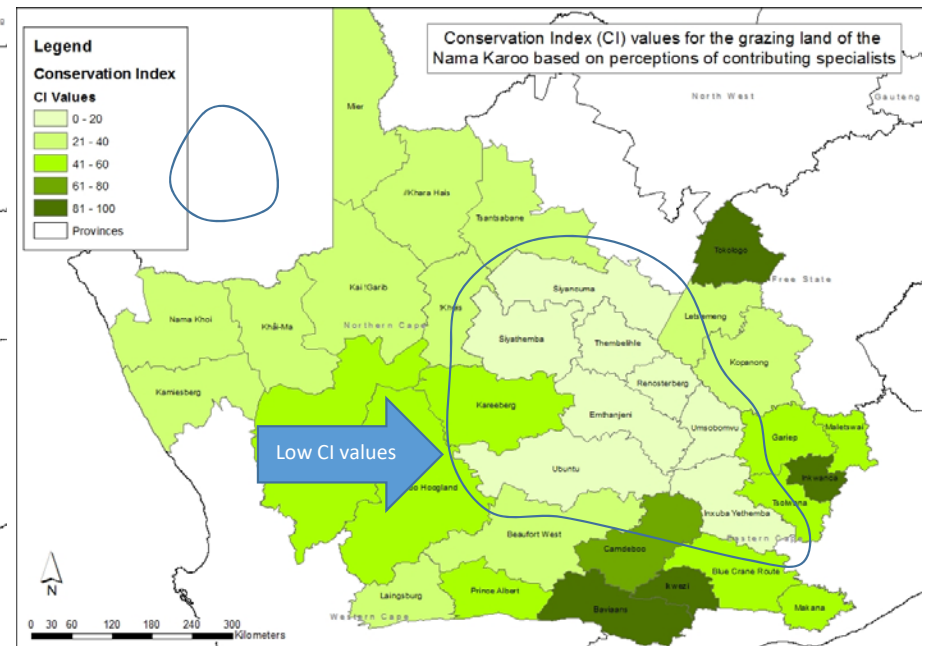 Legend
Conservation Index
CI Values
0 - 20
21 - 40
41 - 60
61 - 80
81 - 100
Provinces
Conservation Index (CI) values for the grazing land of the
Nama Karoo based on perceptions of contributing specialists
North West
Gauteng
Mier
//Khara Hais
Tsantsabane
Tokologo
Free State
Kai !Garib
!Kheis
Siyancuma
Letsemeng
Nama Khoi
Khâi-Ma
Northern Cape
Siyathemba
Thembelihle
Kopanong
Renosterberg
Kamiesberg
Kareeberg
Emthanjeni
Umsobomvu
Gariep
Maletswai
Low CI values
Ubuntu
Inkwanca
Hoogland
Tsolwana
Inxuba Yethemba
Beaufort West
Eastern Cape
Camdeboo
Blue Crane Route
Ikwezi
Laingsburg
Prince Albert
Baviaans
Makana
Western Cape
N
0 30 60 120 180 240 300
Kilometers